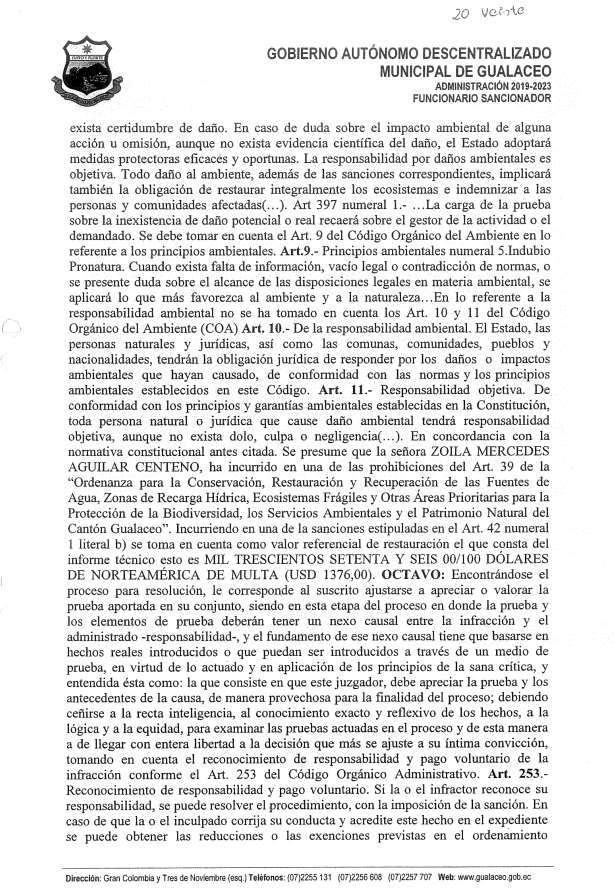 20 veinte
GOBIERNO AUTÓNOMO DESCENTRALIZADO
MUNICIPAL DE GUALACEO
ADMINISTRACIÓN 2019-2023
FUNCIONARIO SANCIONADOR
exista certidumbre de daño. En caso de duda sobre el impacto ambiental de alguna
acción u omisión, aunque no exista evidencia científica del daño, el Estado adoptará
medidas protectoras eficaces y oportunas. La responsabilidad por daños ambientales es
objetiva. Todo daño al ambiente, además de las sanciones correspondientes, implicará
también la obligación de restaurar integralmente los ecosistemas e indemnizar a las
personas y comunidades afectadas(...). Art 397 numeral 1.- ...La carga de la prueba
sobre la inexistencia de daño potencial o real recaerá sobre el gestor de la actividad o el
demandado. Se debe tomar en cuenta el Art. 9 del Código Orgánico del Ambiente en lo
referente a los principios ambientales. Art.9.- Principios ambientales numeral 5.Indubio
Pronatura. Cuando exista falta de información, vacío legal o contradicción de normas, o
se presente duda sobre el alcance de las disposiciones legales en materia ambiental, se
aplicará lo que más favorezca al ambiente y a la naturaleza...En lo referente a la
responsabilidad ambiental no se ha tomado en cuenta los Art. 10 y 11 del Código
Orgánico del Ambiente (COA) Art. 10.- De la responsabilidad ambiental. El Estado, las
personas naturales y jurídicas, así como las comunas, comunidades, pueblos y
nacionalidades, tendrán la obligación jurídica de responder por los daños o impactos
ambientales que hayan causado, de conformidad con las normas y los principios
ambientales establecidos en este Código. Art. 11.- Responsabilidad objetiva. De
conformidad con los principios y garantías ambientales establecidas en la Constitución,
toda persona natural o jurídica que cause daño ambiental tendrá responsabilidad
objetiva, aunque no exista dolo, culpa o negligencia(...). En concordancia con la
normativa constitucional antes citada. Se presume que la señora ZOILA MERCEDES
AGUILAR CENTENO, ha incurrido en una de las prohibiciones del Art. 39 de la
“Ordenanza para la Conservación, Restauración y Recuperación de las Fuentes de
Agua, Zonas de Recarga Hídrica, Ecosistemas Frágiles y Otras Áreas Prioritarias para la
Protección de la Biodiversidad, los Servicios Ambientales y el Patrimonio Natural del
Cantón Gualaceo”. Incurriendo en una de la sanciones estipuladas en el Art. 42 numeral
1 literal b) se toma en cuenta como valor referencial de restauración el que consta del
informe técnico esto es MIL TRESCIENTOS SETENTA Y SEIS 00/100 DÓLARES
DE NORTEAMÉRICA DE MULTA (USD 1376,00). OCTAVO: Encontrándose el
proceso para resolución, le corresponde al suscrito ajustarse a apreciar o valorar la
prueba aportada en su conjunto, siendo en esta etapa del proceso en donde la prueba y
los elementos de prueba deberán tener un nexo causal entre la infracción y el
administrado -responsabilidad-, y el fundamento de ese nexo causal tiene que basarse en
hechos reales introducidos o que puedan ser introducidos a través de un medio de
prueba, en virtud de lo actuado y en aplicación de los principios de la sana crítica, y
entendida ésta como: la que consiste en que este juzgador, debe apreciar la prueba y los
antecedentes de la causa, de manera provechosa para la finalidad del proceso; debiendo
ceñirse a la recta inteligencia, al conocimiento exacto y reflexivo de los hechos, a la
lógica y a la equidad, para examinar las pruebas actuadas en el proceso y de esta manera
a de llegar con entera libertad a la decisión que más se ajuste a su íntima convicción,
tomando en cuenta el reconocimiento de responsabilidad y pago voluntario de la
infracción conforme el Art. 253 del Código Orgánico Administrativo. Art. 253.-
Reconocimiento de responsabilidad y pago voluntario. Si la o el infractor reconoce su
responsabilidad, se puede resolver el procedimiento, con la imposición de la sanción. En
caso de que la o el inculpado corrija su conducta y acredite este hecho en el expediente
se puede obtener las reducciones o las exenciones previstas en el ordenamiento
Dirección: Gran Colombia y Tres de Noviembre (esq.) Teléfonos: (07)2255 131 (07)2256 608 (07)2257 707 Web: www.gualaceo.gob.ec